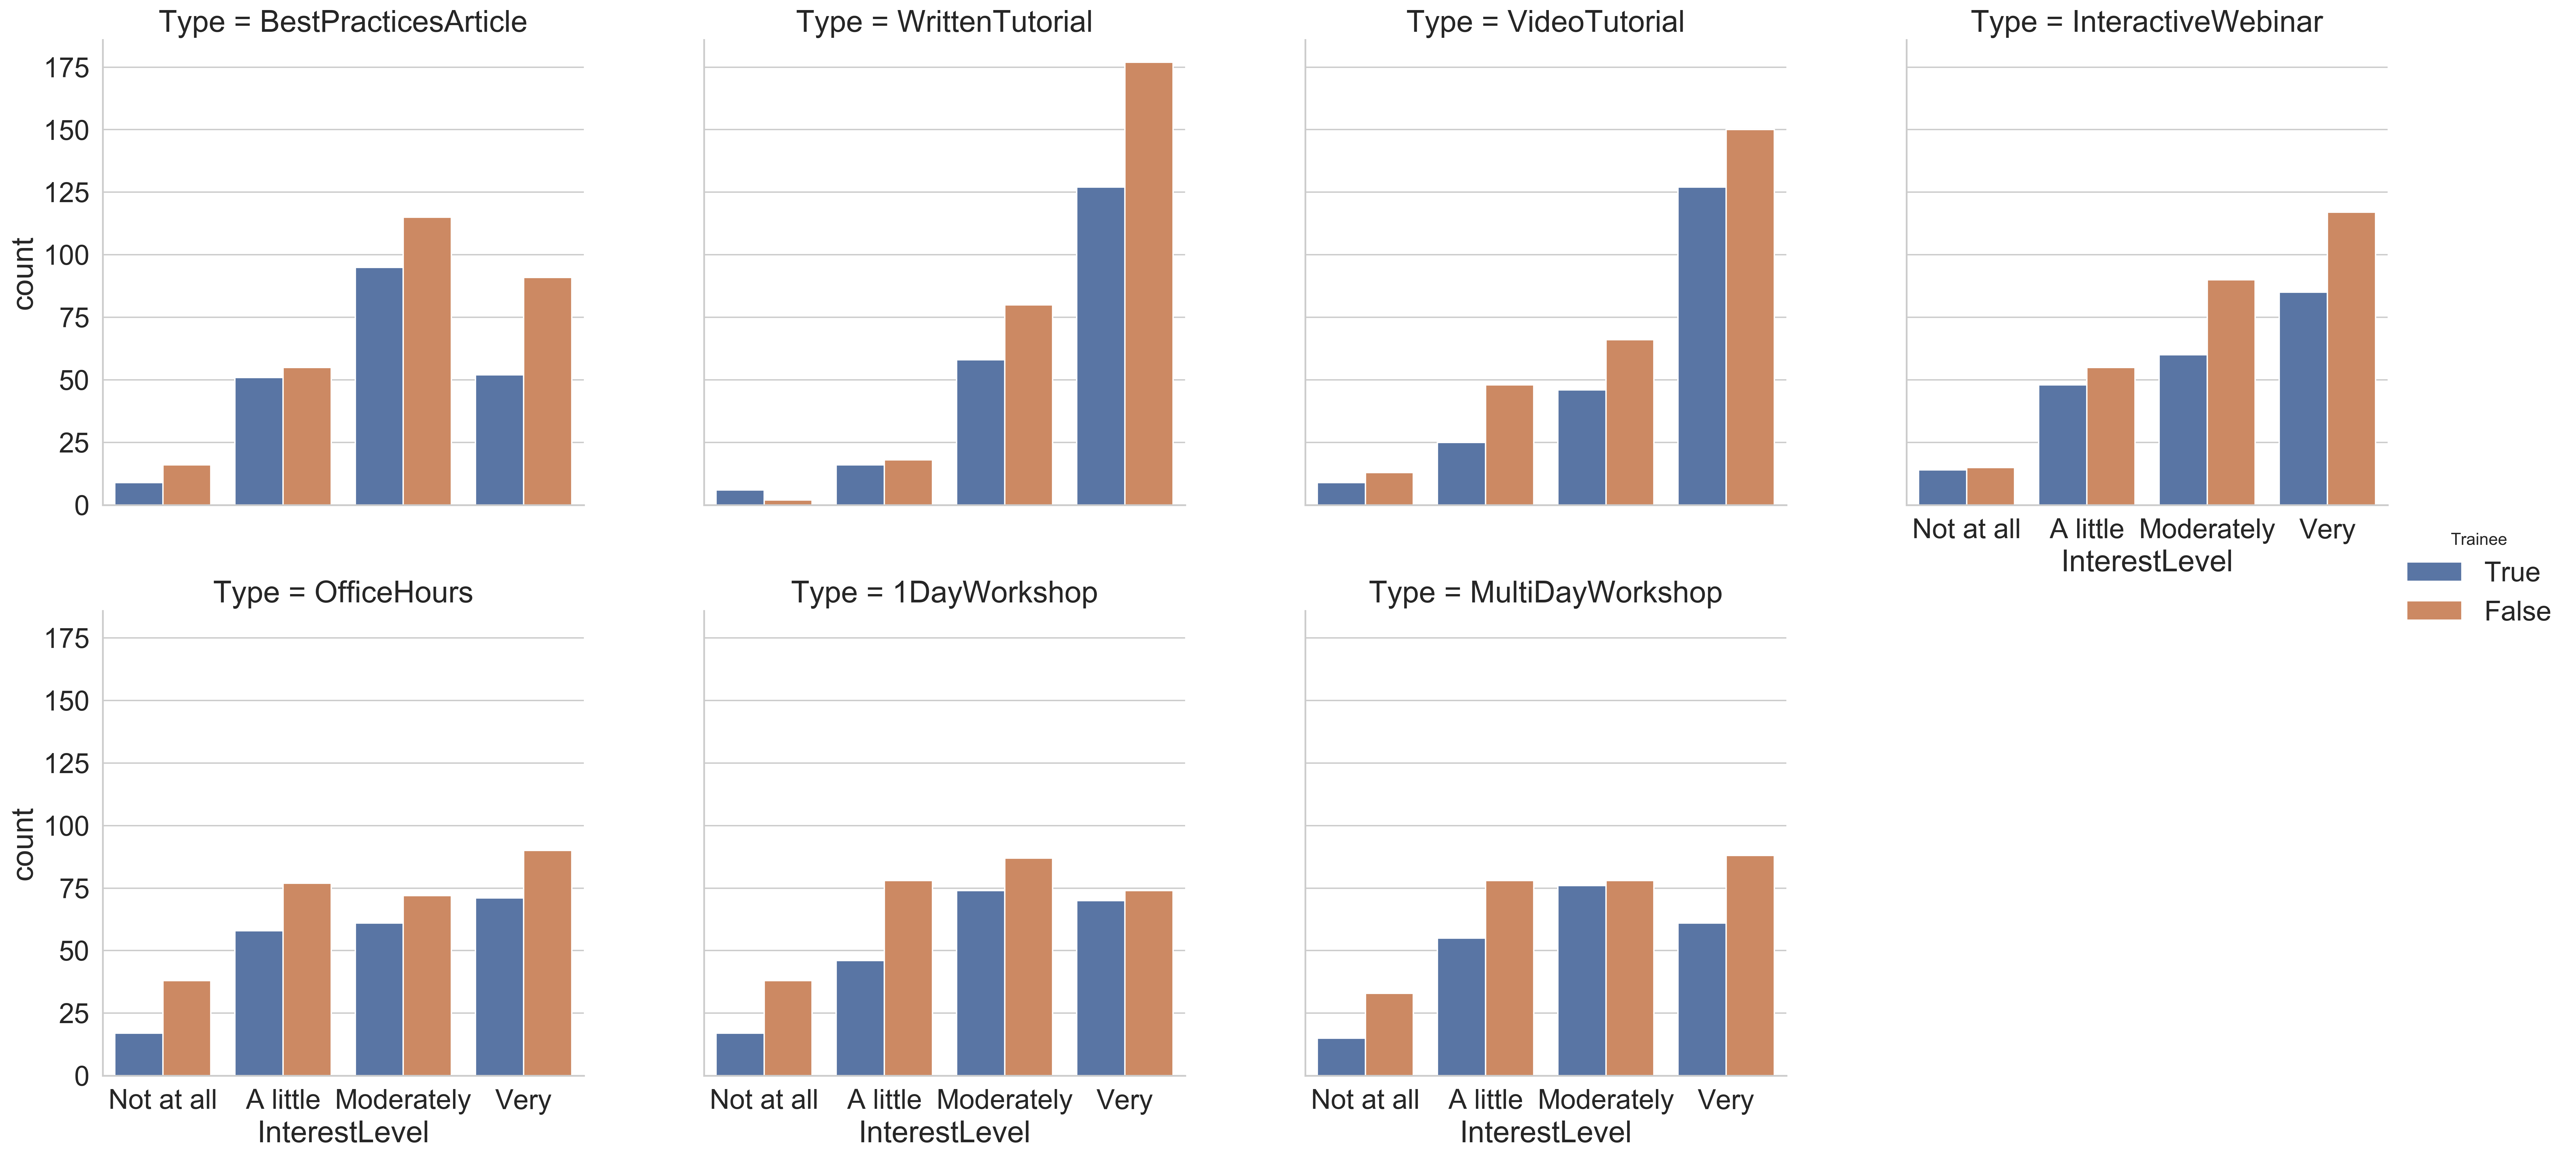 Type = BestPracticesArticle
Type = WrittenTutorial
Type = VideoTutorial
Type = InteractiveWebinar
175
150
125
100
75
50
25
0
count
Not at all
A little
Moderately
Very
InterestLevel
Trainee
True
False
Type = OfficeHours
Type = 1DayWorkshop
Type = MultiDayWorkshop
175
150
125
100
75
50
25
0
count
Not at all
A little
Moderately
Very
InterestLevel
Not at all
A little
Moderately
Very
InterestLevel
Not at all
A little
Moderately
Very
InterestLevel